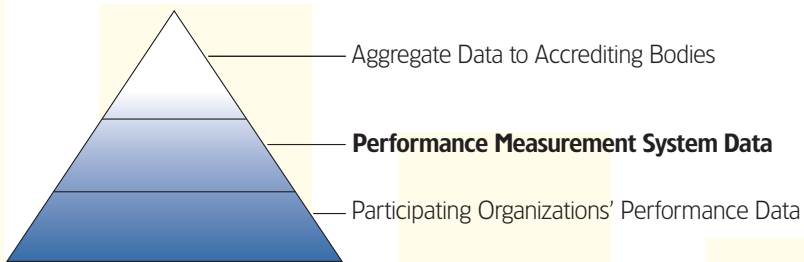 Aggregate Data to Accrediting Bodies
Performance Measurement System Data
Participating Organizations’ Performance Data